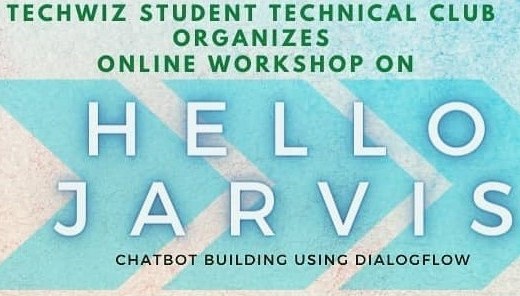 TECHWIZ STUDENT TECHNICAL CLUB
ORGANIZES
ONLINE WORKSHOP ON
HELLO
JARVIS
CHATBOT BUILDING USING DIALOGFLOW